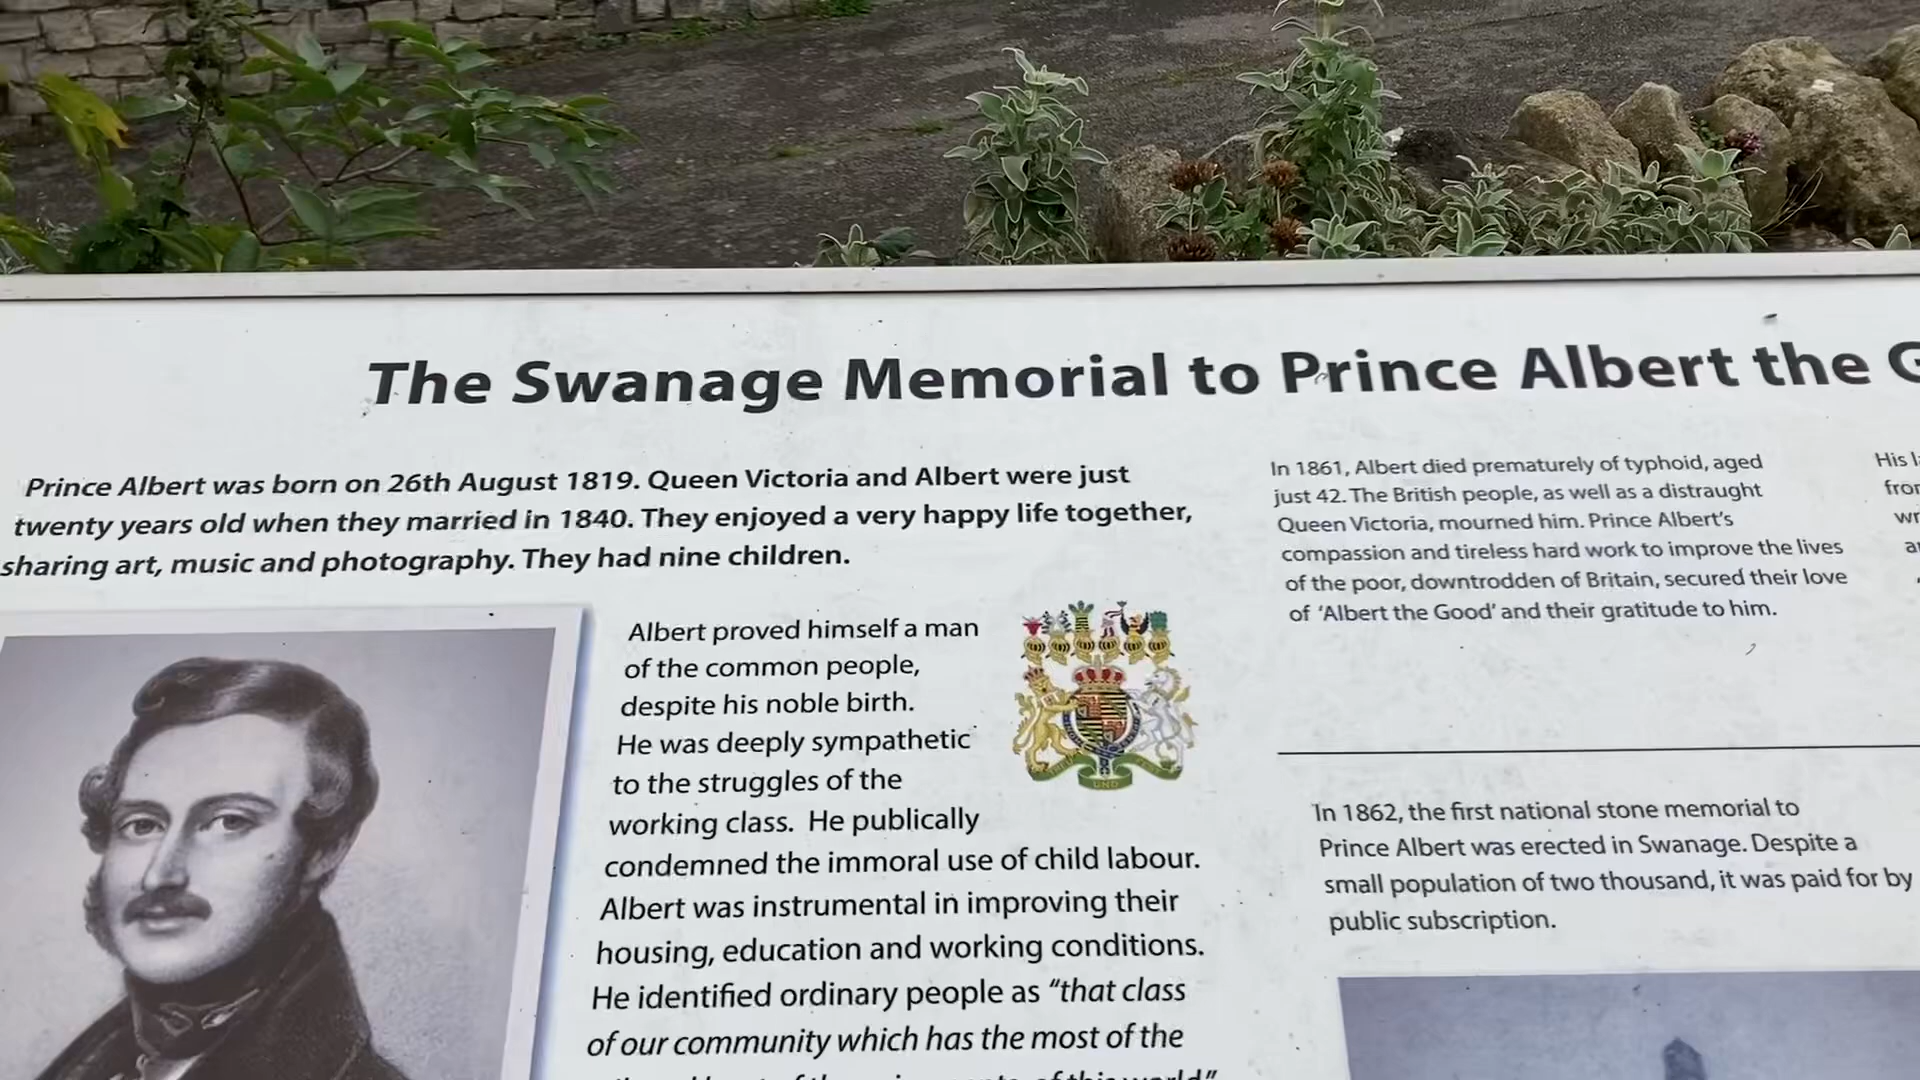 The Swanage Memorial to Prince Albert the
Prince Albert was born on 26th August 1819. Queen Victoria and Albert were just
twenty years old when they married in 1840. They enjoyed a very happy life together,
sharing art, music and photography. They had nine children.
Albert proved himself a man
of the common people,
despite his noble birth.
He was deeply sympathetic
to the struggles of the
working class. He publically
condemned the immoral use of child labour.
Albert was instrumental in improving their
housing, education and working conditions.
He identified ordinary people as “that class
of our community which has the most of the
of this world”
UND
In 1861, Albert died prematurely of typhoid, aged
just 42. The British people, as well as a distraught
Queen Victoria, mourned him. Prince Albert’s
compassion and tireless hard work to improve the lives
of the poor, downtrodden of Britain, secured their love
of ‘Albert the Good’ and their gratitude to him.
In 1862, the first national stone memorial to
Prince Albert was erected in Swanage. Despite a
small population of two thousand, it was paid for by
public subscription.
His